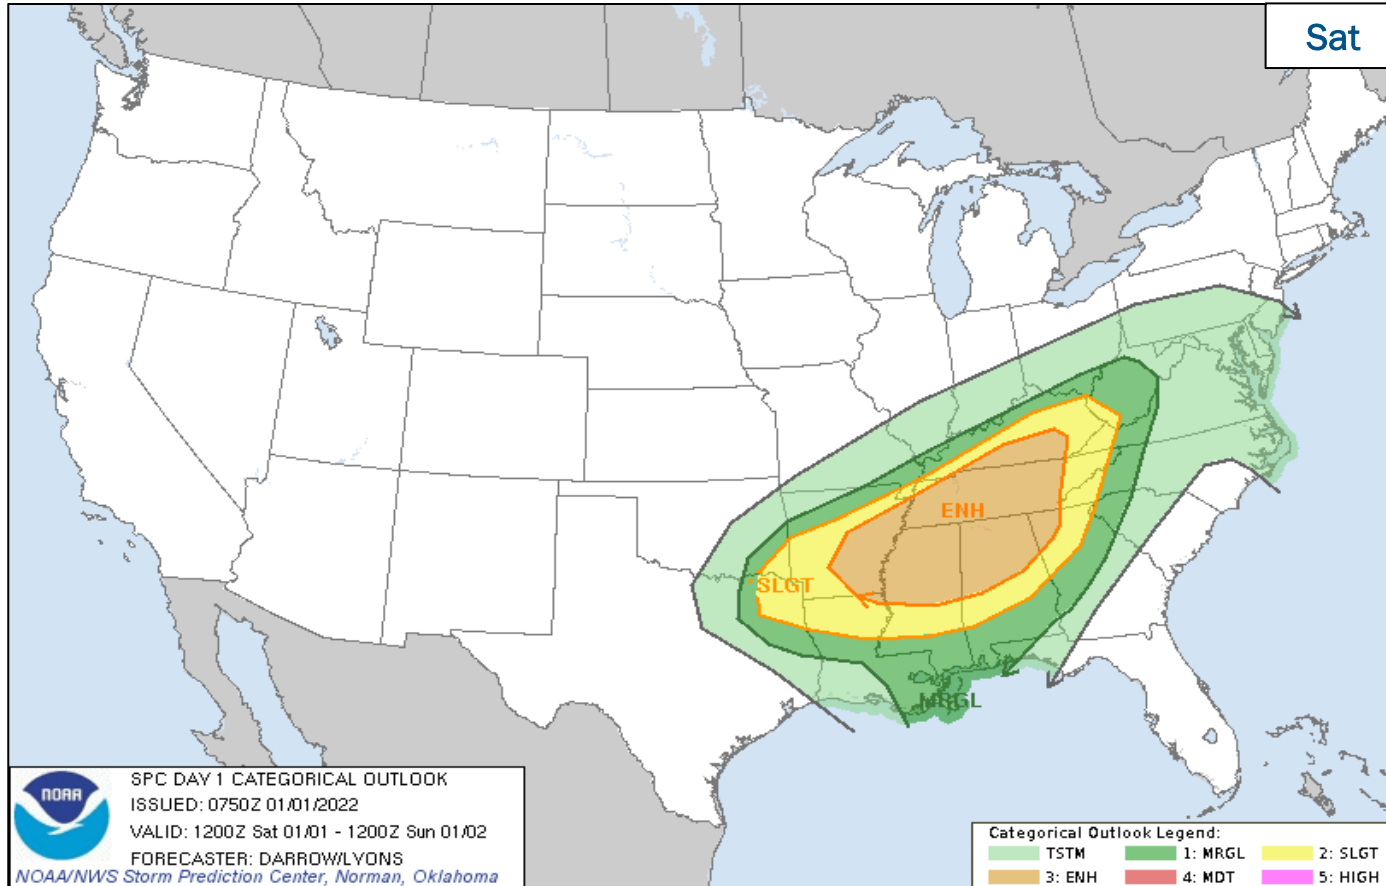 Sat
ENH
SLGT
MRGL
NOAA
SPC DAY 1 CATEGORICAL OUTLOOK
ISSUED: 0750Z 01/01/2022
VALID: 1200Z Sat 01/01 - 1200Z Sun 01/02
FORECASTER: DARROW/LYONS
NOAA/NWS Storm Prediction Center, Norman, Oklahoma
Categorical Outlook Legend:
TSTM 1: MRGL 2: SLGT
3: ENH 4: MDT 5: HIGH